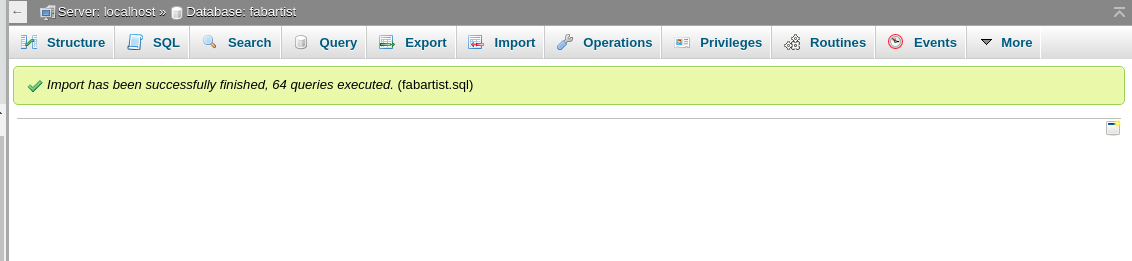 ← Server: localhost » Database: fabartist
Structure SQL Search Query Export Import Operations Privileges Routines Events More
Import has been successfully finished, 64 queries executed. (fabartist.sql)